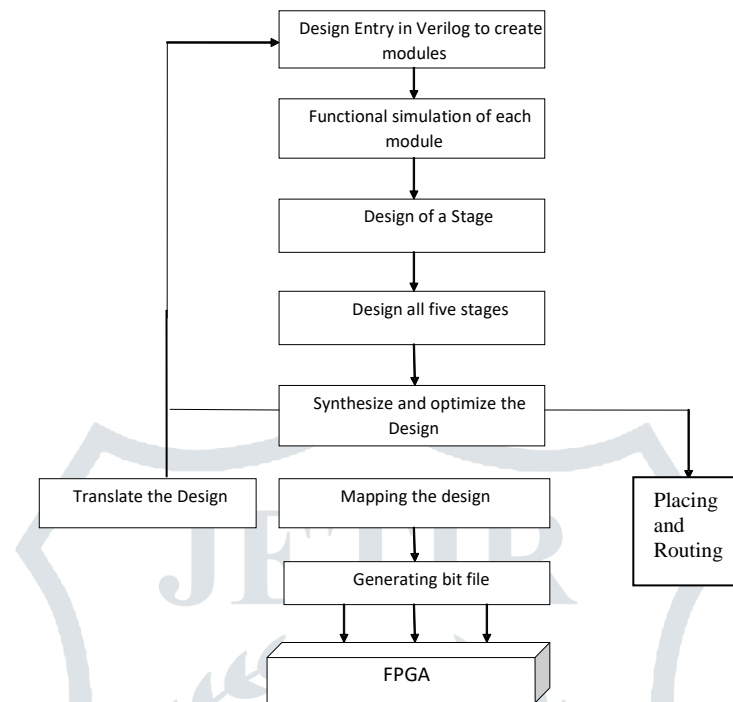 Design Entry in Verilog to create
modules
Functional simulation of each
module
Design of a Stage
Design all five stages
Synthesize and optimize the
Design
Translate the Design
Mapping the design
Placing
and
Routing
Generating bit file
FPGA
JETIR